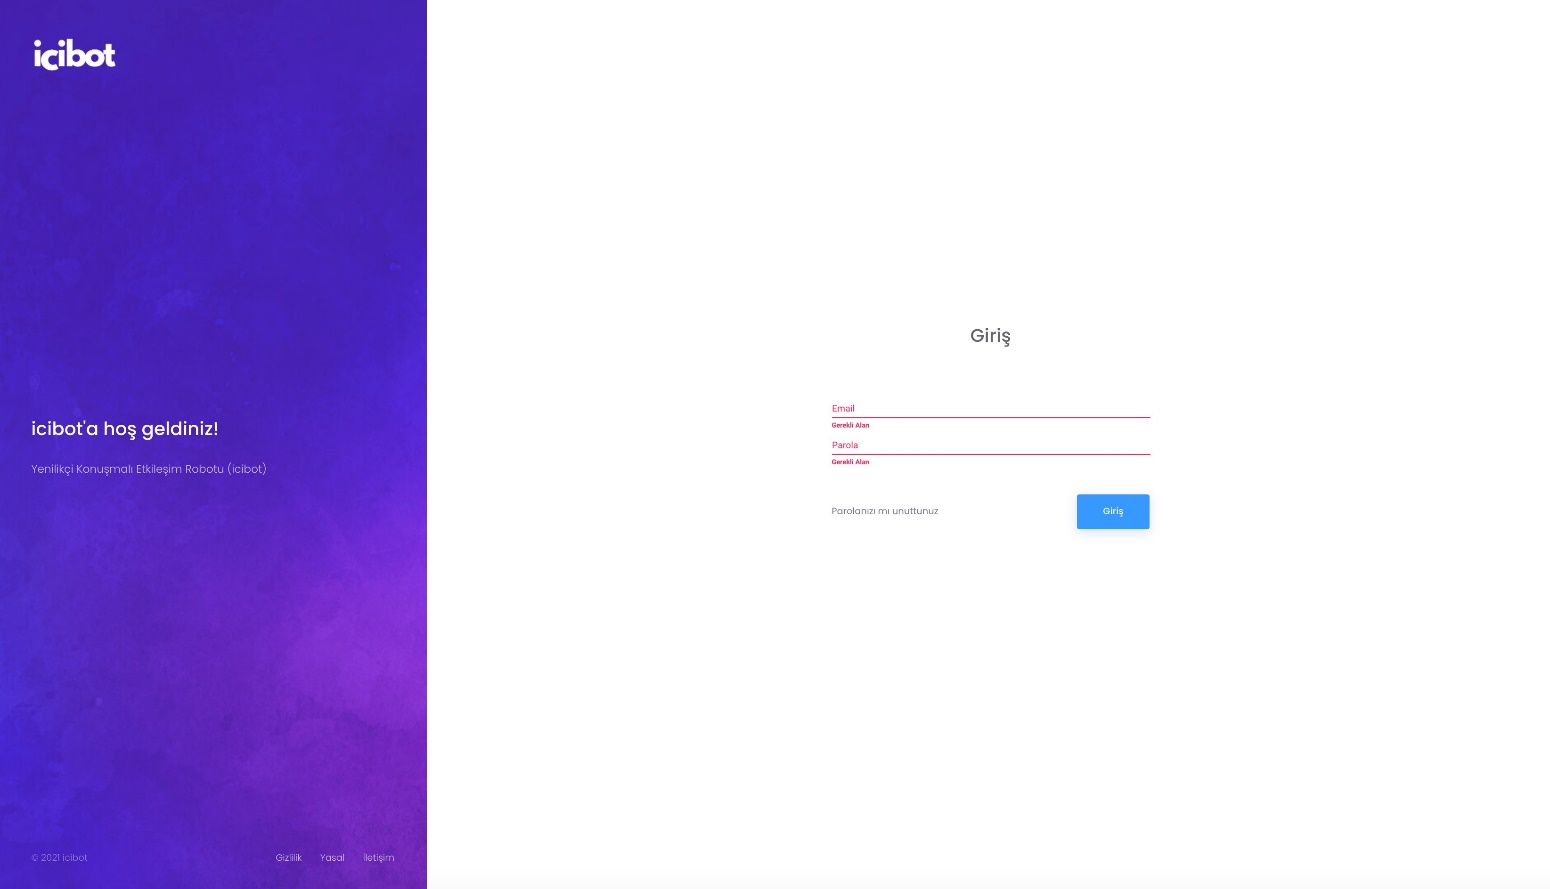 icibot
icibot'a hoş geldiniz!
Yenilikçi Konuşmalı Etkileşim Robotu (icibot)
© 2021 icibot
Gizlilik Yasal İletişim
Giriş
Email
Gerekli Alan
Parola
Gerekli Alan
Parolanızı mı unuttunuz
Giriş